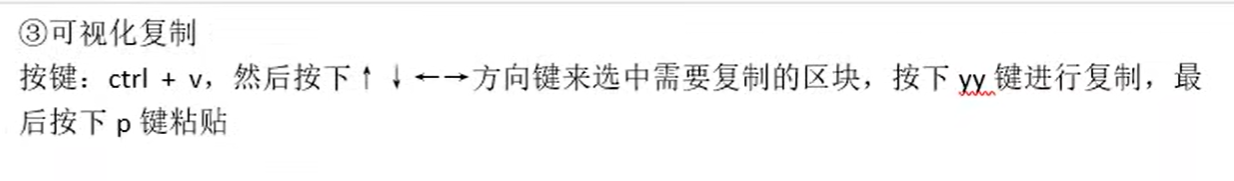 ③可视化复制
按键：ctrl + v，然后按下↑ ↓ ←→方向键来选中需要复制的区块，按下 yy 键进行复制，最
后按下 p 键粘贴